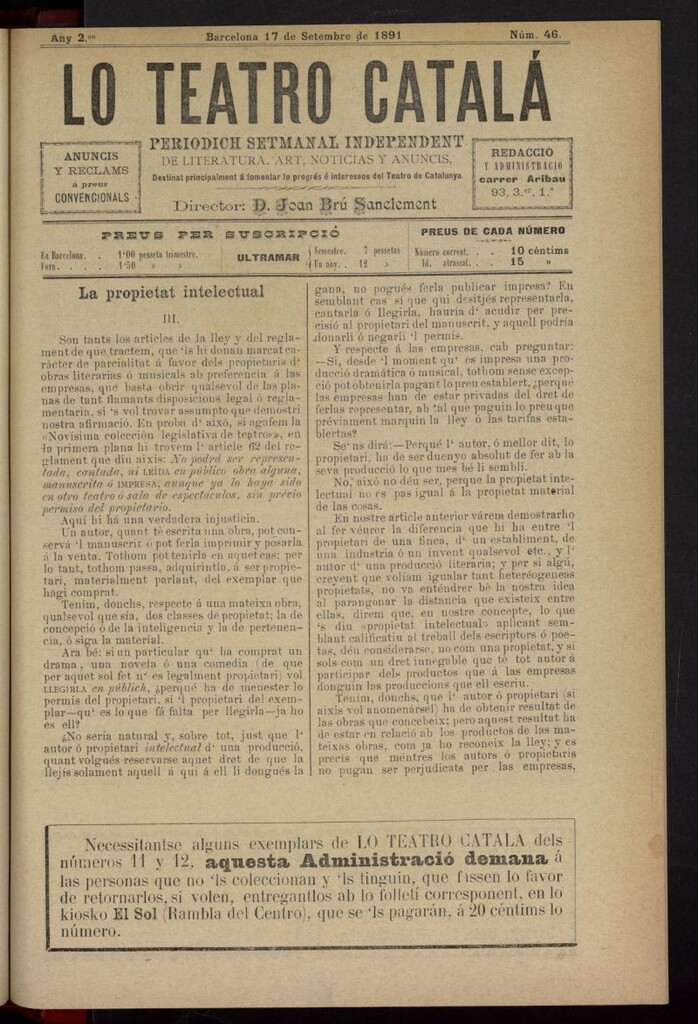 Any 2.on
Barcelona 17 de Setembre de 1891
Núm. 46.
LO TEATRO CATALÁ
ANUNCIS
Y RECLAMS
á preus
CONVENCIONALS
PERIODICH SETMANAL INDEPENDENT
DE LITERATURA, ART, NOTICIAS Y ANUNCIS,
Destinat principalment á fomentar lo progrés é interessos del Teatro de Catalunya
Director: D. Joan Brú Sanclement
REDACCIÓ
Y ADMINISTRACIÓ
carrer Aribau
93, 3.er, 1.ª
PREUS PER SUSCRIPCIÓ
En Barcelona. . 1'00 pesseta trimestre.
Fora. . . . . 1'50 » »
ULTRAMAR
Semestre. 7 pessetas
Un any. . 12 »
PREUS DE CADA NÚMERO
Número corrent. . . 10 céntims
Id. atrassat. . . 15 »
La propietat intelectual
III.
Son tants los articles de la lley y del regla-
ment de que tractem, que 'ls hi donan marcat ca-
rácter de parcialitat á favor dels propietaris d'
obras literarias ó musicals ab preferencia á las
empresas, que basta obrir qualsevol de las pla-
nas de tant flamants disposicions legal ó regla-
mentaria, si 's vol trovar assumpto que demostri
nostra afirmació. En proba d' aixó, si agafem la
«Novísima colección legislativa de teatros», en
la primera plana hi trovem l' article 62 del re-
glament que diu aixis: No podrá ser represen-
tada, cantada, ni LEÍDA en público obra alguna,
manuscrita ó IMPRESA, aunque ya lo haya sido
en otro teatro ó sala de espectáculos, sin prévio
permiso del propietario.
Aquí hi há una verdadera injusticia.
Un autor, quant té escrita una obra, pot con-
servá 'l manuscrit ó pot ferla imprimir y posarla
á la venta. Tothom pot tenirla en aquet cas; per
lo tant, tothom passa, adquirintla, á ser propie-
tari, materialment parlant, del exemplar que
hagi comprat.
Tenim, donchs, respecte á una mateixa obra,
qualsevol que sía, dos classes de propietat; la de
concepció ó de la inteligencia y la de pertenen-
cia, ó siga la material.
Ara bé: si un particular qu' ha comprat un
drama, una novela ó una comedia (de que
per aquet sol fet n' es legalment propietari) vol
LLEGIRLA en públich, ¿perqué ha de menester lo
permis del propietari, si 'l propietari del exem-
plar—qu' es lo que fá falta per llegirla—ja ho
es ell?
¿No seria natural y, sobre tot, just que l'
autor ó propietari intelectual d' una producció,
quant volgués reservarse aquet dret de que la
llejís solament aquell á qui á ell li dongués la
gana, no pogués ferla publicar impresa? En
semblant cas sí que qui desitjés representarla,
cantarla ó llegirla, hauria d' acudir per pre-
cisió al propietari del manuscrit, y aquell podria
donarli ó negarli 'l permis.
Y respecte á las empresas, cab preguntar:
—Si, desde 'l moment qu' es impresa una pro-
ducció dramática ó musical, tothom sense excep-
ció pot obtenirla pagant lo preu establert, ¿perqué
las empresas han de estar privadas del dret de
ferlas representar, ab tal que paguin lo preu que
préviament marquin la lley ó las tarifas esta-
blertas?
Se'ns dirá:—Perqué l' autor, ó mellor dit, lo
propietari, ha de ser duenyo absolut de fer ab la
seva producció lo que mes bé li sembli.
No, aixó no déu ser, perque la propietat inte-
lectual no es pas igual á la propietat material
de las cosas.
En nostre article anterior várem demostrarho
al fer véurer la diferencia que hi ha entre 'l
propietari de una finca, d' un establiment, de
una industria ó un invent qualsevol etc., y l'
autor d' una producció literaria; y per si algú,
creyent que voliam igualar tant heterégoeneas
propietats, no va enténdrer bé la nostra idea
al parangonar la distancia que existeix entre
ellas, direm que, en nostre concepte, lo que
's diu «propietat intelectual» aplicant sem-
blant calificatiu al treball dels escriptors ó poe-
tas, déu considerarse, no com una propietat, y si
sols com un dret innegable que té tot autor á
participar dels productos que á las empresas
donguin las produccions que ell escriu.
Tenim, donchs, que l' autor ó propietari (si
aixis vol anomenársel) ha de obtenir resultat de
las obras que concebeix; pero aquest resultat ha
de estar en relació ab los productes de las ma-
teixas obras, com ja ho reconeix la lley; y es
precis que mentres los autors ó propietaris
no pugan ser perjudicats per las empresas,
Necessitantse alguns exemplars de LO TEATRO CATALA dels
números 11 y 12, aquesta Administració demana á
las personas que no 'ls coleccionan y 'ls tinguin, que fassen lo favor
de retornarlos, si volen, entregantlos ab lo folletí corresponent, en lo
kiosko El Sol (Rambla del Centro), que se 'ls pagarán, á 20 céntims lo
número.